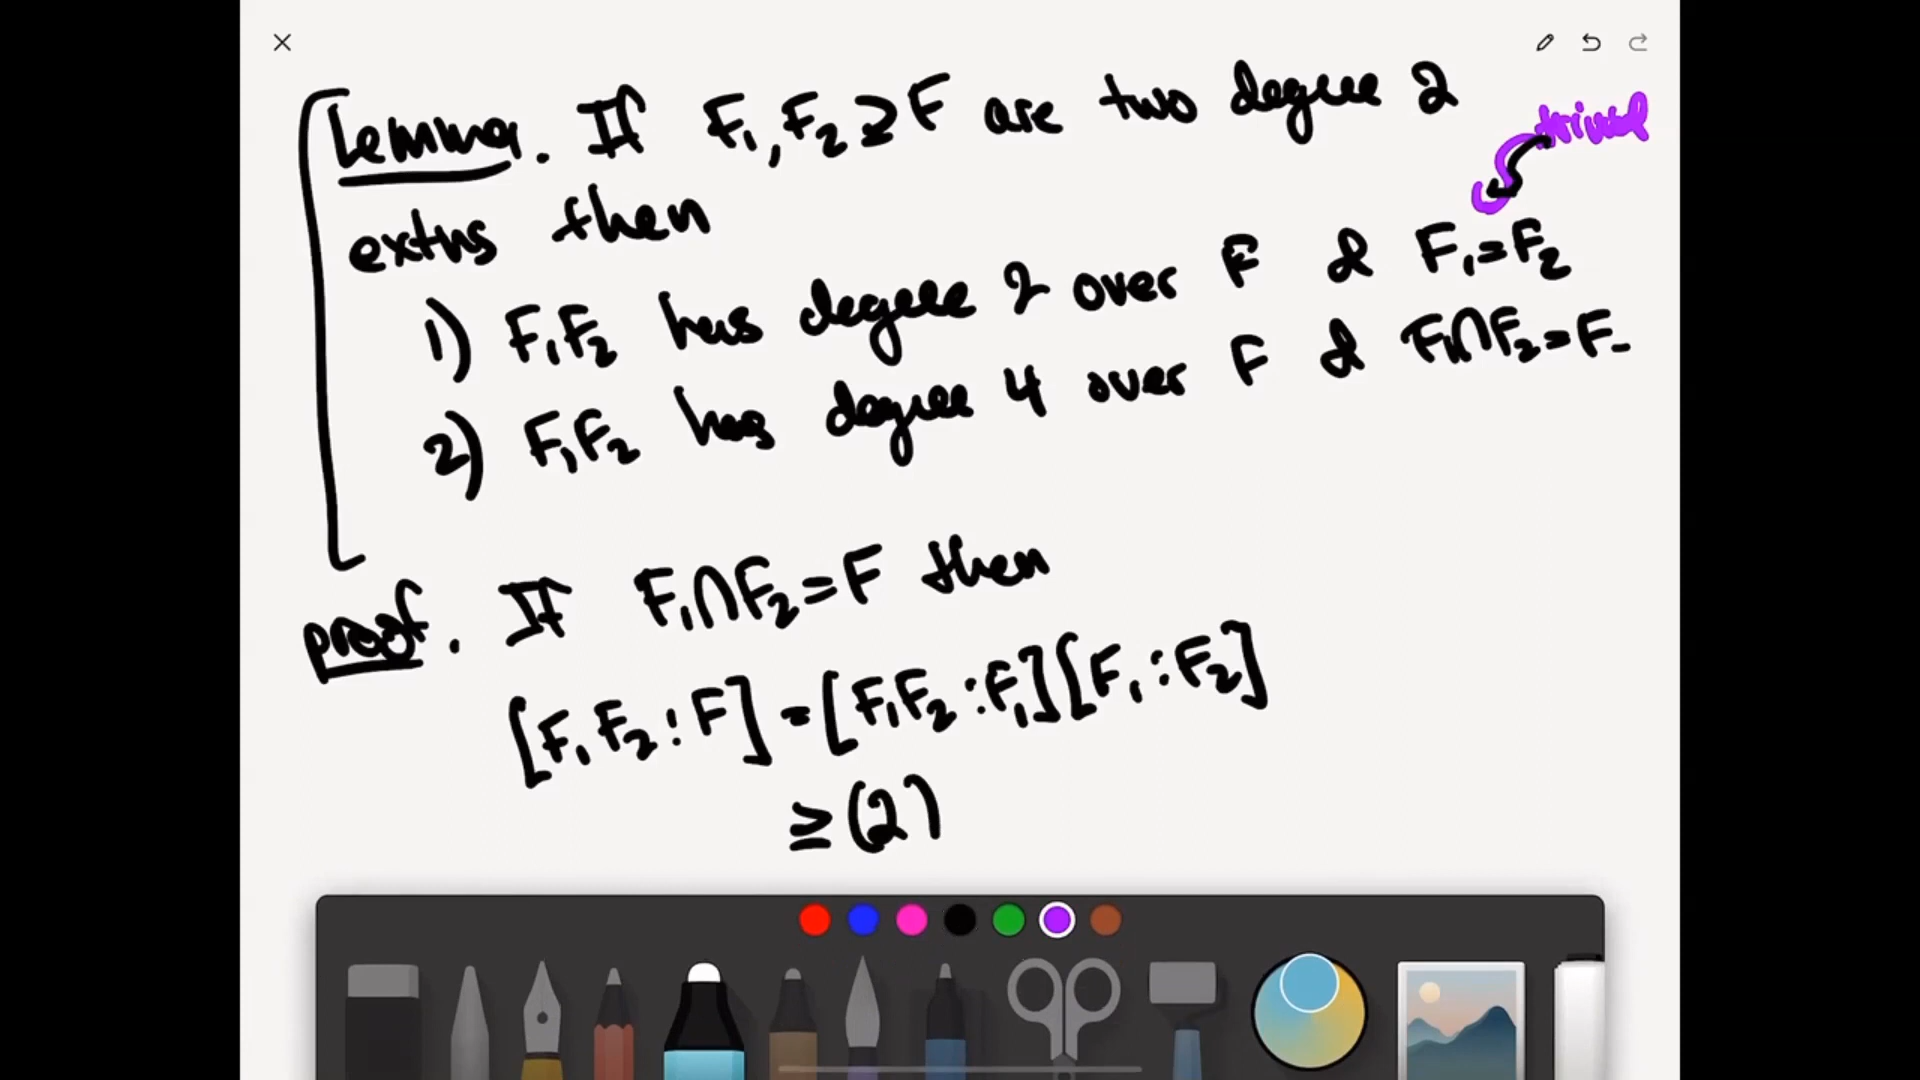 Lemma. If F₁, F₂ ⊇ F are two degree 2
trivial
extns then
1) F₁F₂ has degree 2 over F & F₁=F₂
2) F₁F₂ has degree 4 over F & F₁∩F₂=F.
proof. If F₁∩F₂=F then
[F₁F₂:F] = [F₁F₂:F₁][F₁:F₂]
≥(2)